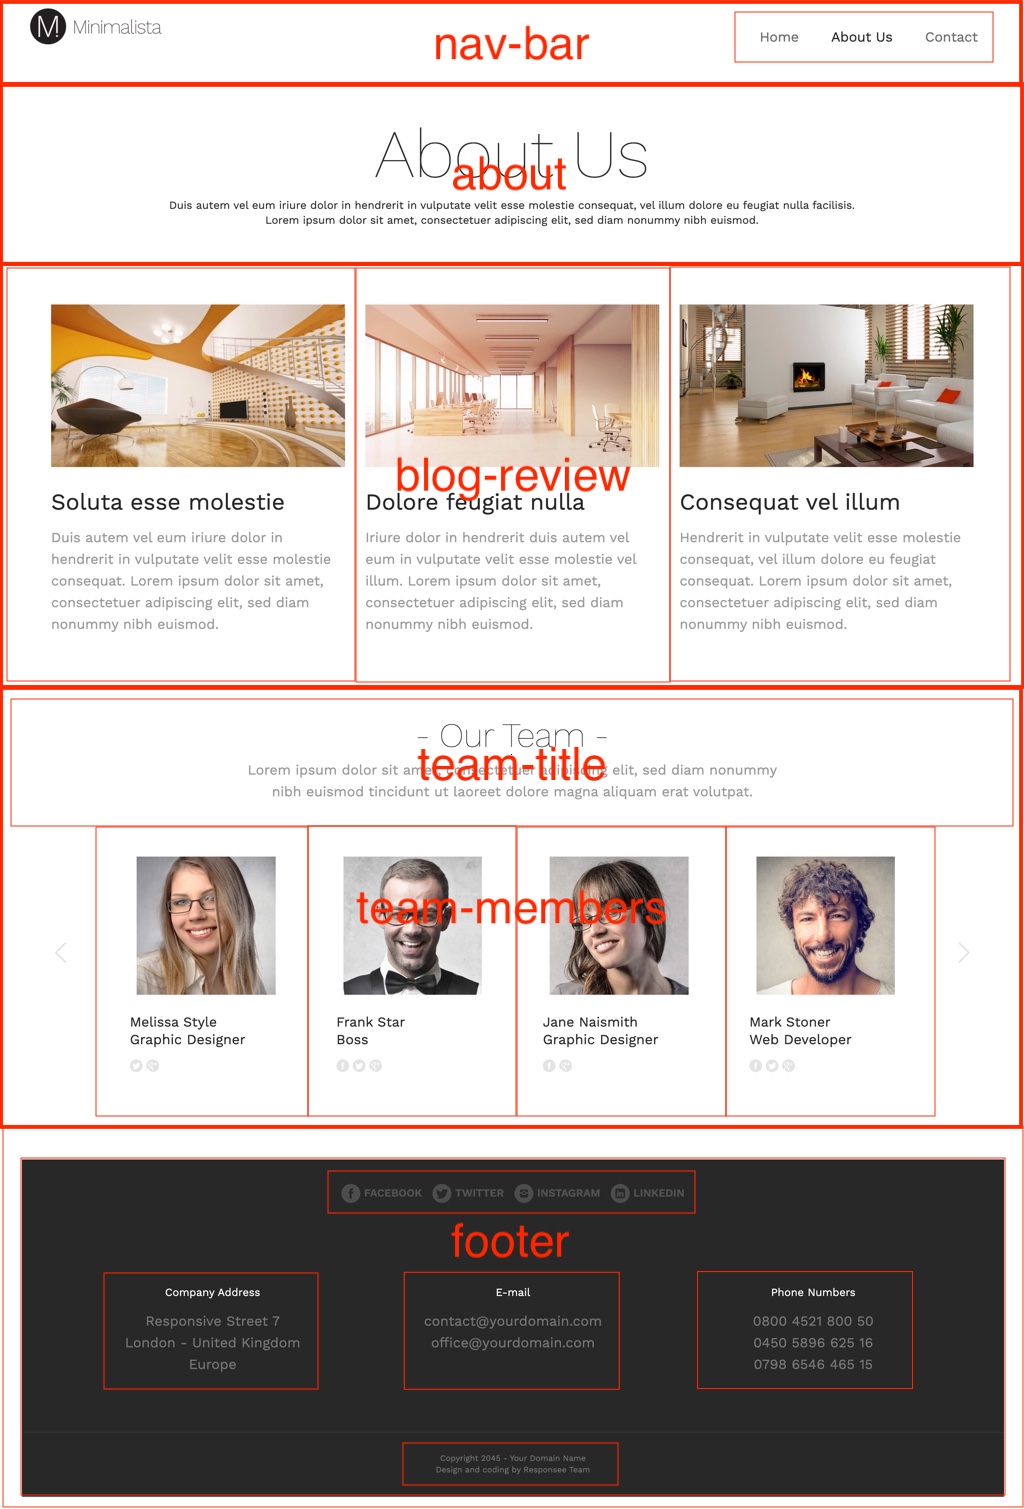 M! Minimalista
nav-bar
Home About Us Contact
About Us
about
Duis autem vel eum iriure dolor in hendrerit in vulputate velit esse molestie consequat, vel illum dolore eu feugiat nulla facilisis.
Lorem ipsum dolor sit amet, consectetuer adipiscing elit, sed diam nonummy nibh euismod.
blog-review
Soluta esse molestie
Duis autem vel eum iriure dolor in
hendrerit in vulputate velit esse molestie
consequat. Lorem ipsum dolor sit amet,
consectetuer adipiscing elit, sed diam
nonummy nibh euismod.
Dolore feugiat nulla
Iriure dolor in hendrerit duis autem vel
eum in vulputate velit esse molestie vel
illum. Lorem ipsum dolor sit amet,
consectetuer adipiscing elit, sed diam
nonummy nibh euismod.
Consequat vel illum
Hendrerit in vulputate velit esse molestie
consequat, vel illum dolore eu feugiat
consequat. Lorem ipsum dolor sit amet,
consectetuer adipiscing elit, sed diam
nonummy nibh euismod.
- Our Team -
team-title
Lorem ipsum dolor sit amet, consectetuer adipiscing elit, sed diam nonummy
nibh euismod tincidunt ut laoreet dolore magna aliquam erat volutpat.
team-members
Melissa Style
Graphic Designer
Frank Star
Boss
Jane Naismith
Graphic Designer
Mark Stoner
Web Developer
FACEBOOK TWITTER INSTAGRAM LINKEDIN
footer
Company Address
Responsive Street 7
London - United Kingdom
Europe
E-mail
contact@yourdomain.com
office@yourdomain.com
Phone Numbers
0800 4521 800 50
0450 5896 625 16
0798 6546 465 15
Copyright 2045 - Your Domain Name
Design and coding by Responsee Team